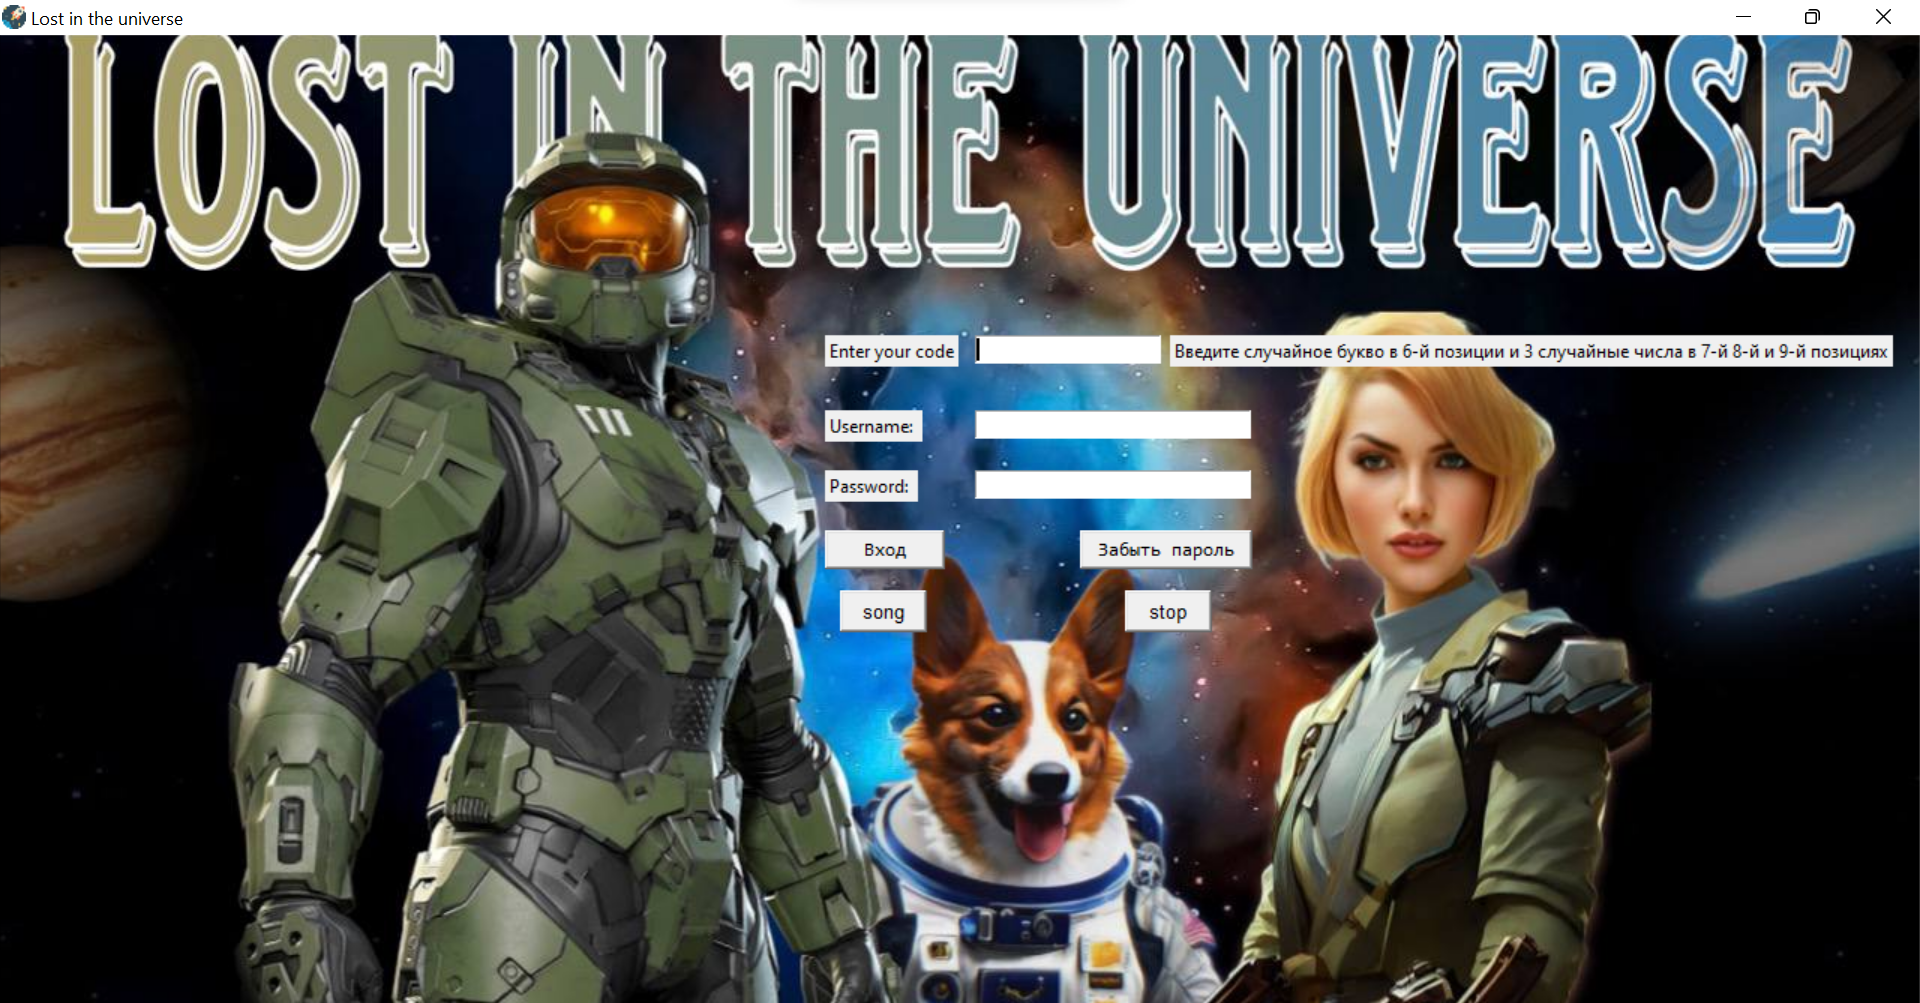 Lost in the universe
LOST IN THE UNIVERSE
Enter your code
Введите случайное букво в 6-й позиции и 3 случайные числа в 7-й 8-й и 9-й позициях
Username:
Password:
Вход
Забыть пароль
song
stop